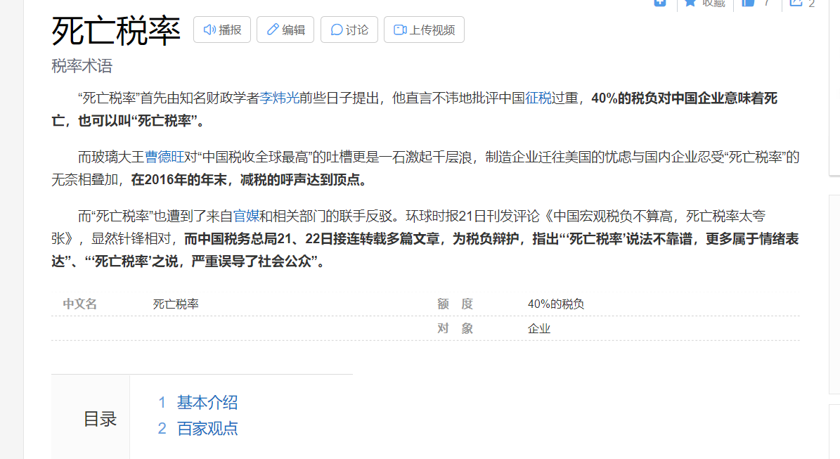 收藏 7 2
死亡税率 播报 编辑 讨论 上传视频
税率术语
“死亡税率”首先由知名财政学者李炜光前些日子提出，他直言不讳地批评中国征税过重，40%的税负对中国企业意味着死
亡，也可以叫“死亡税率”。
而玻璃大王曹德旺对“中国税收全球最高”的吐槽更是一石激起千层浪，制造企业迁往美国的忧虑与国内企业忍受“死亡税率”的
无奈相叠加，在2016年的年末，减税的呼声达到顶点。
而“死亡税率”也遭到了来自官媒和相关部门的联手反驳。环球时报21日刊发评论《中国宏观税负不算高，死亡税率太夸
张》，显然针锋相对，而中国税务总局21、22日接连转载多篇文章，为税负辩护，指出“‘死亡税率’说法不靠谱，更多属于情绪表
达”、“‘死亡税率’之说，严重误导了社会公众”。
中文名 死亡税率 额 度 40%的税负
对 象 企业
目录
1 基本介绍
2 百家观点